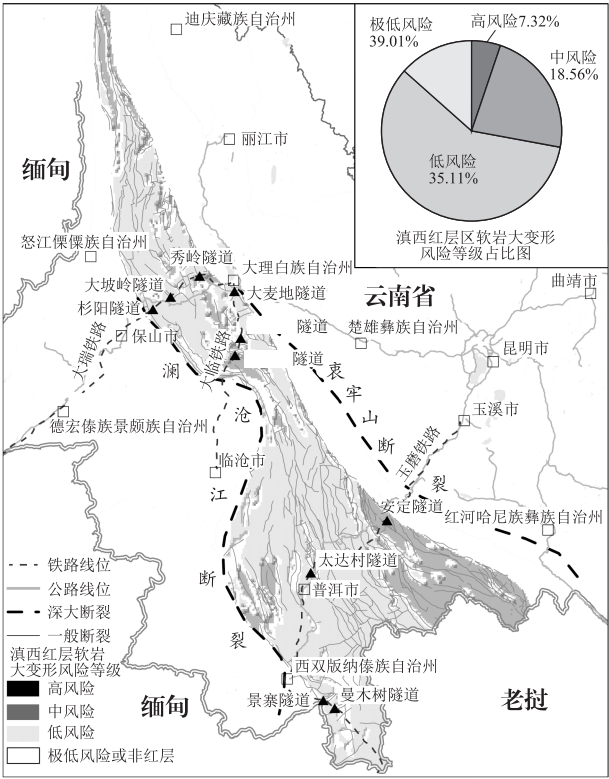 迪庆藏族自治州
丽江市
缅甸
怒江傈僳族自治州
秀岭隧道
大理白族自治州
大坡岭隧道
大麦地隧道
杉阳隧道
云南省
曲靖市
保山市
隧道
楚雄彝族自治州
大瑞铁路
大临铁路
隧道
昆明市
澜沧江断裂
哀牢山断裂
德宏傣族景颇族自治州
玉溪市
玉磨铁路
临沧市
安定隧道
红河哈尼族彝族自治州
太达村隧道
普洱市
西双版纳傣族自治州
景寨隧道
曼木树隧道
缅甸
老挝
极低风险
39.01%
高风险7.32%
中风险
18.56%
低风险
35.11%
滇西红层区软岩大变形
风险等级占比图
铁路线位
公路线位
深大断裂
一般断裂
滇西红层软岩
大变形风险等级
高风险
中风险
低风险
极低风险或非红层